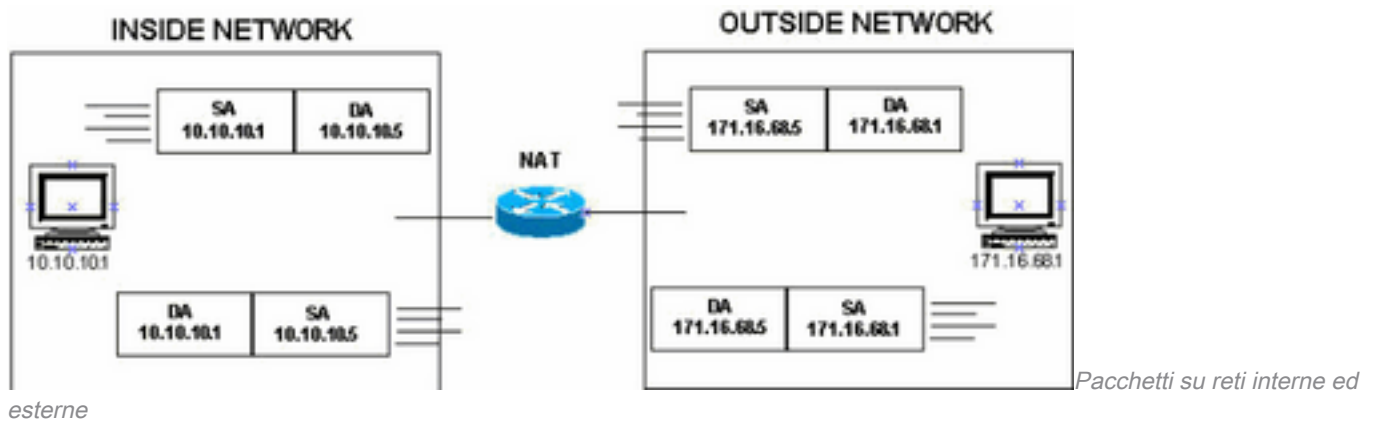 INSIDE NETWORK
OUTSIDE NETWORK
SA
10.10.10.1
DA
10.10.10.5
SA
171.16.68.5
DA
171.16.68.1
NAT
10.10.10.1
171.16.68.1
DA
10.10.10.1
SA
10.10.10.5
DA
171.16.68.5
SA
171.16.68.1
Pacchetti su reti interne ed
esterne